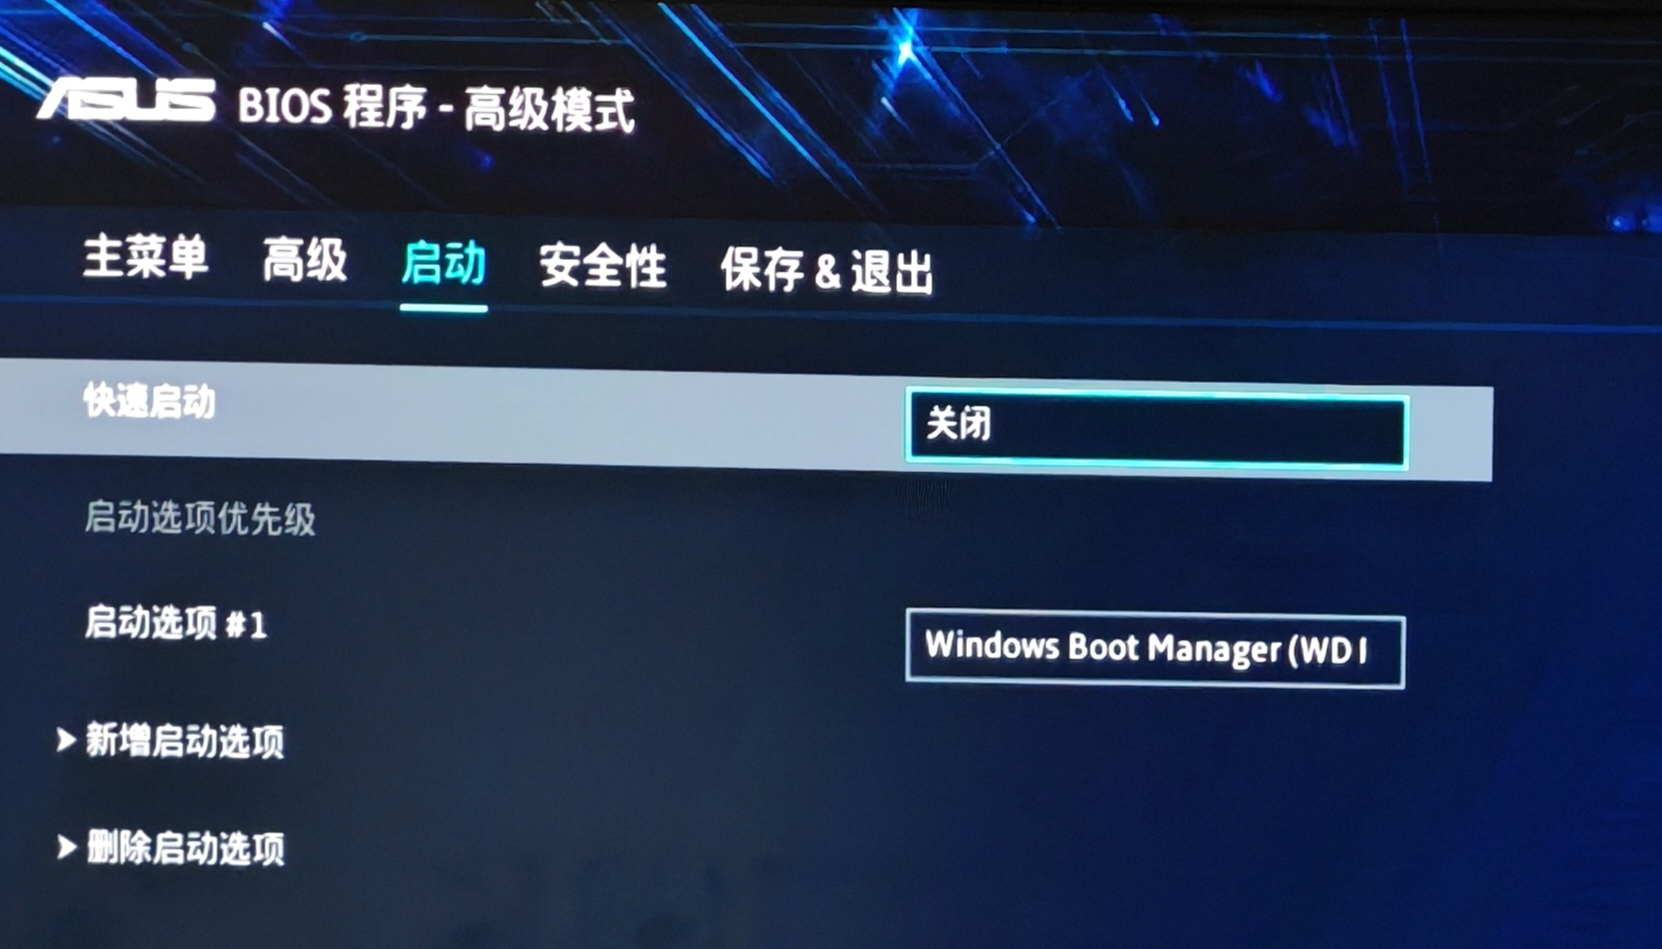 ASUS BIOS 程序 - 高级模式
主菜单 高级 启动 安全性 保存 & 退出
快速启动 关闭
启动选项优先级
启动选项 #1 Windows Boot Manager (WD
新增启动选项
删除启动选项